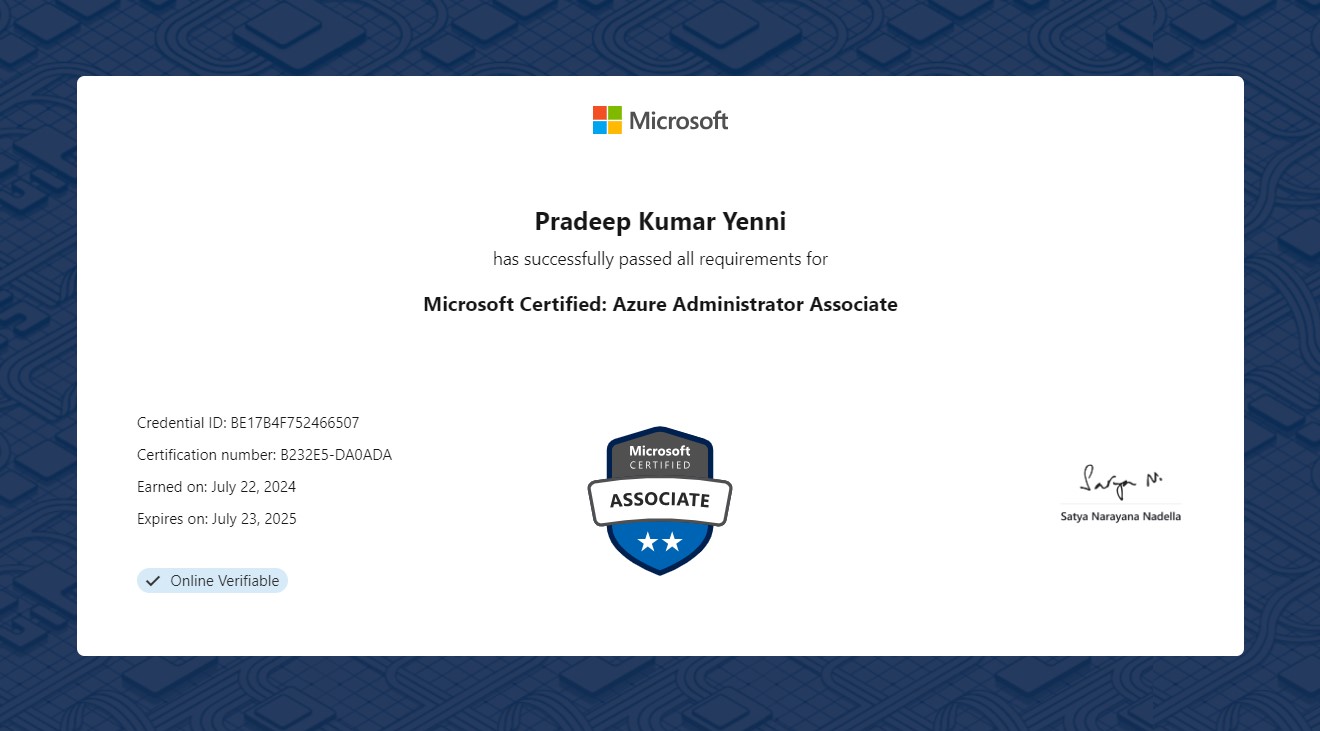 Microsoft
Pradeep Kumar Yenni
has successfully passed all requirements for
Microsoft Certified: Azure Administrator Associate
Credential ID: BE17B4F752466507
Certification number: B232E5-DA0ADA
Earned on: July 22, 2024
Expires on: July 23, 2025
Online Verifiable
Microsoft
CERTIFIED
ASSOCIATE
Satya N.
Satya Narayana Nadella